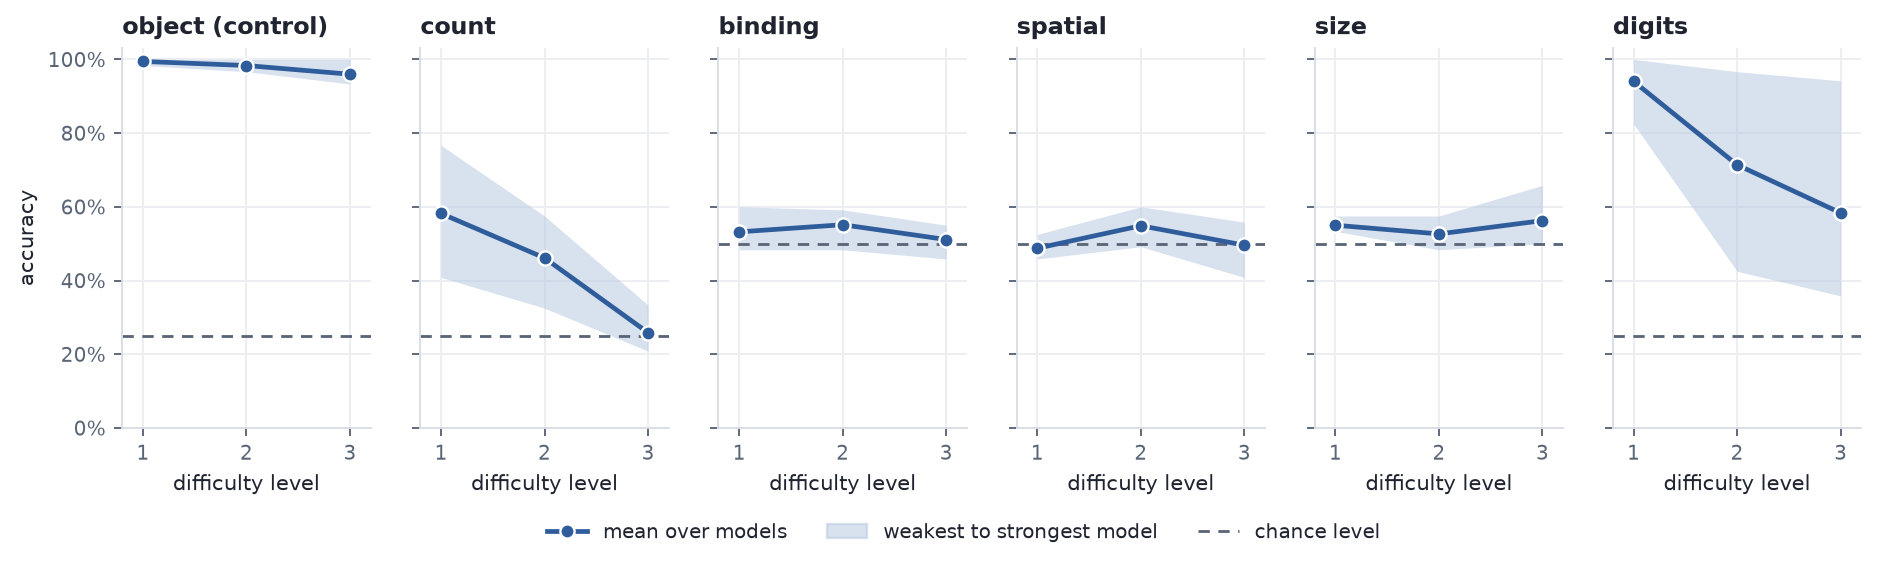 object (control) count binding spatial size digits
100%
80%
60%
40%
20%
0%
accuracy
1 2 3 1 2 3 1 2 3 1 2 3 1 2 3 1 2 3
difficulty level difficulty level difficulty level difficulty level difficulty level difficulty level
mean over models weakest to strongest model chance level